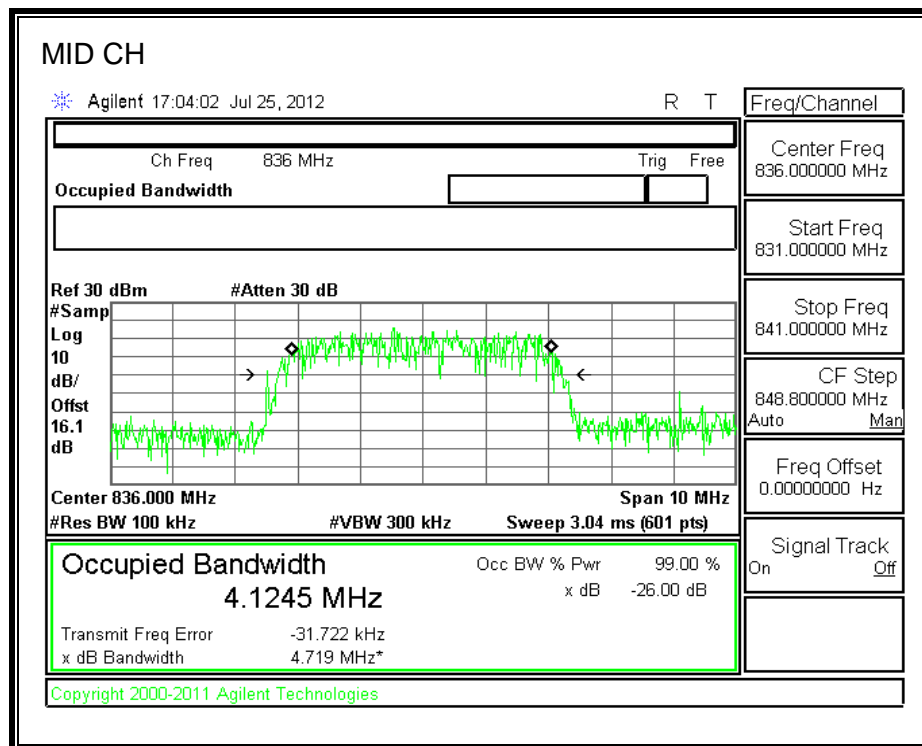 MID CH
Agilent 17:04:02 Jul 25, 2012 R T
Ch Freq 836 MHz Trig Free
Occupied Bandwidth
Ref 30 dBm #Atten 30 dB
#Samp
Log
10
dB/
Offst
16.1
dB
Center 836.000 MHz Span 10 MHz
#Res BW 100 kHz #VBW 300 kHz Sweep 3.04 ms (601 pts)
Occupied Bandwidth Occ BW % Pwr 99.00 %
4.1245 MHz x dB -26.00 dB
Transmit Freq Error -31.722 kHz
x dB Bandwidth 4.719 MHz*
Copyright 2000-2011 Agilent Technologies
Freq/Channel
Center Freq
836.000000 MHz
Start Freq
831.000000 MHz
Stop Freq
841.000000 MHz
CF Step
848.800000 MHz
Auto Man
Freq Offset
0.00000000 Hz
Signal Track
On Off